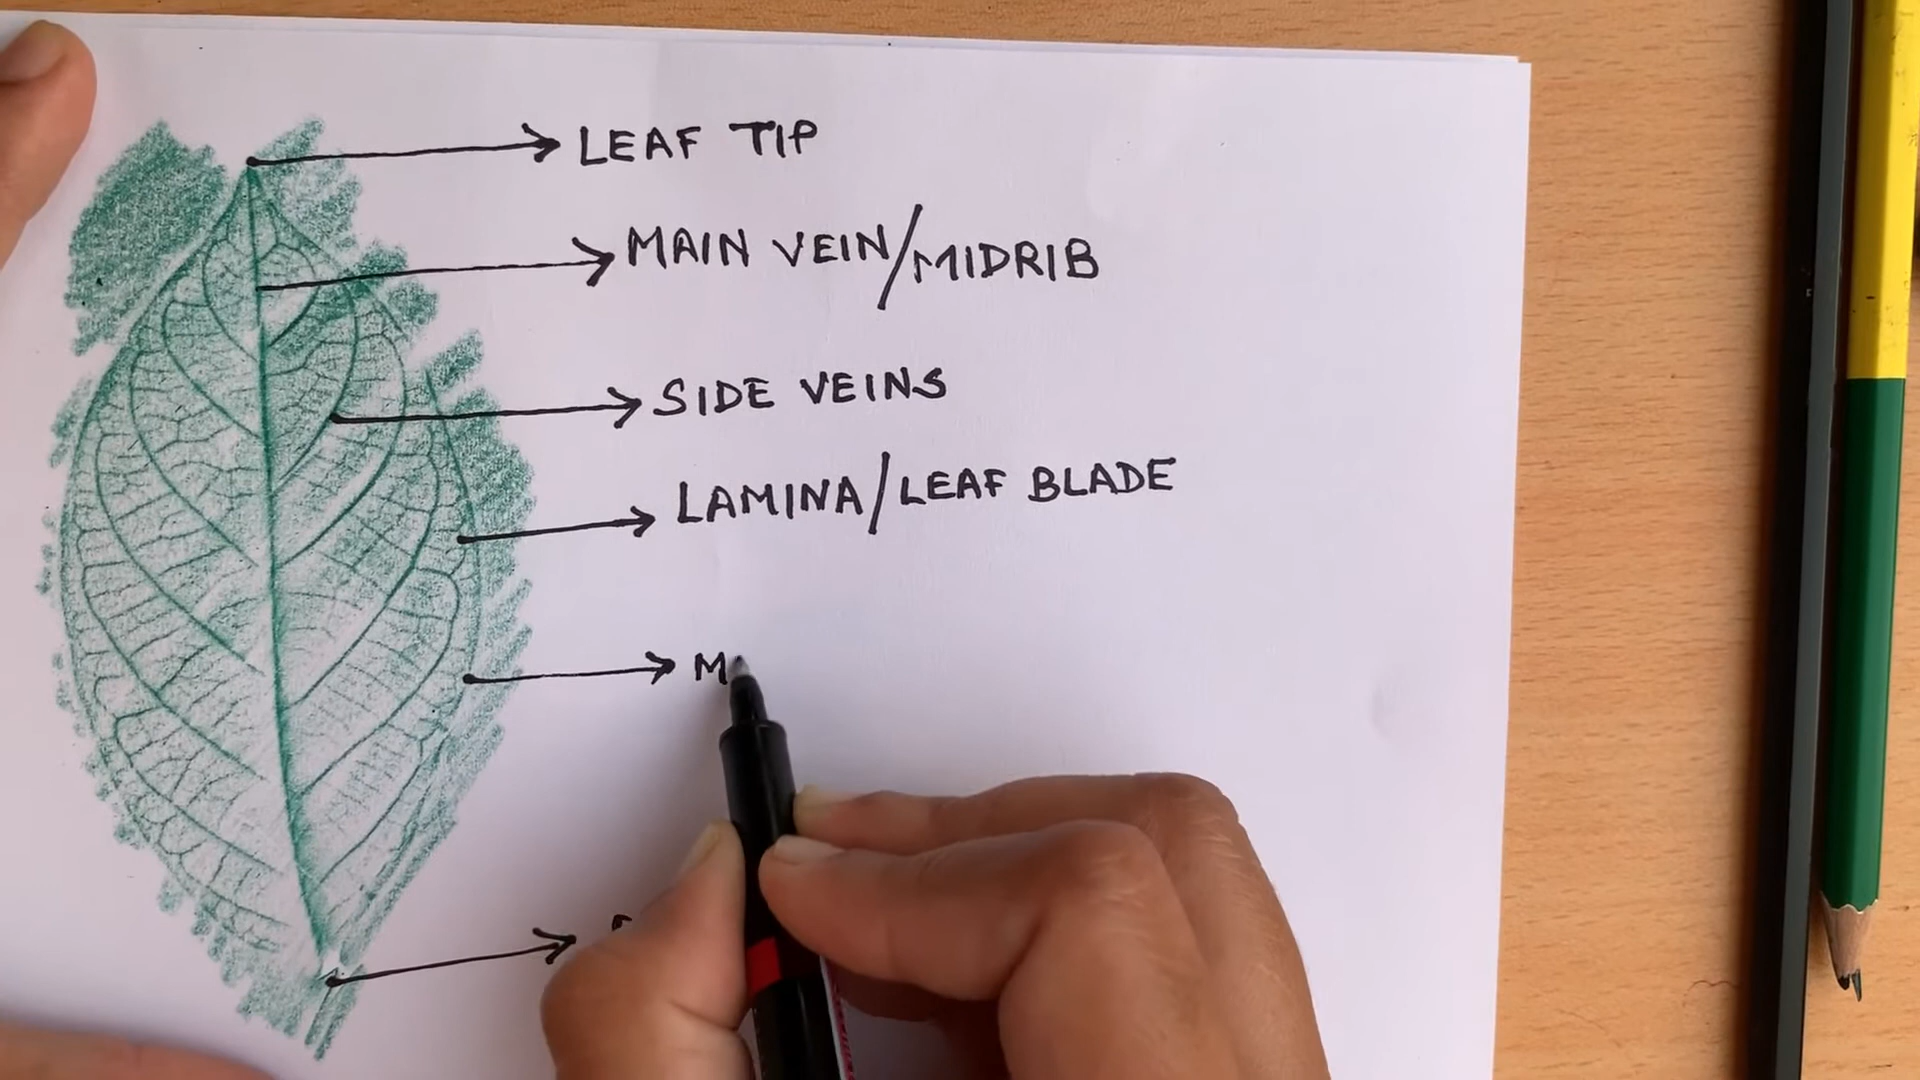 LEAF TIP
MAIN VEIN/MIDRIB
SIDE VEINS
LAMINA/LEAF BLADE
M